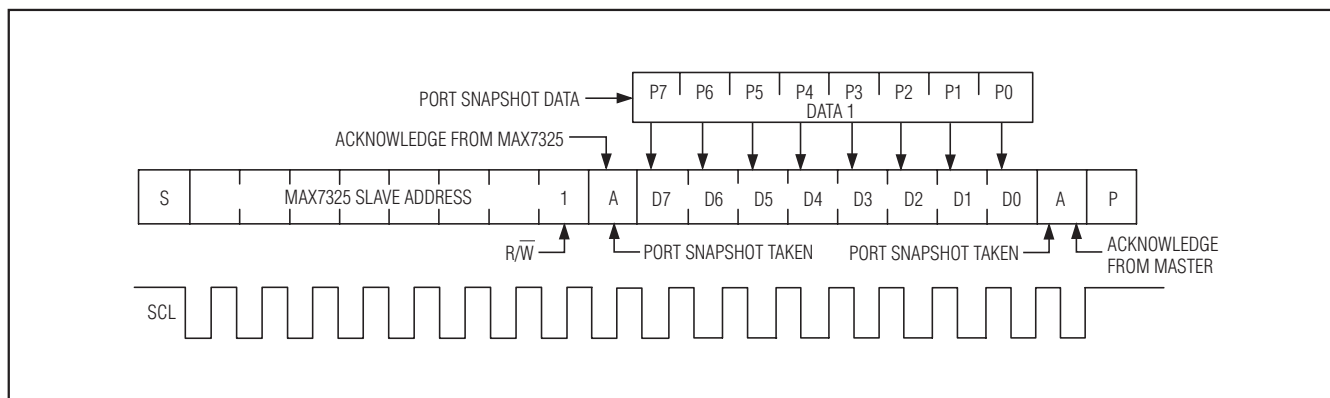 PORT SNAPSHOT DATA P7 P6 P5 P4 P3 P2 P1 P0
DATA 1
ACKNOWLEDGE FROM MAX7325
S MAX7325 SLAVE ADDRESS 1 A D7 D6 D5 D4 D3 D2 D1 D0 A P
R/W̅ PORT SNAPSHOT TAKEN PORT SNAPSHOT TAKEN ACKNOWLEDGE
FROM MASTER
SCL